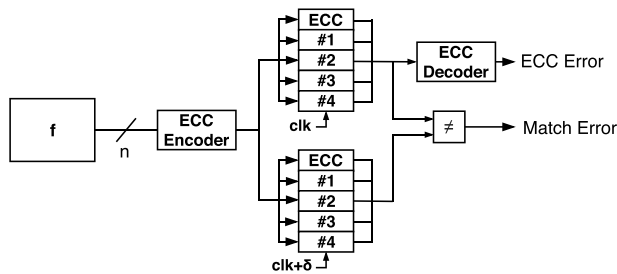 f
n
ECC
Encoder
ECC
#1
#2
#3
#4
clk
ECC
#1
#2
#3
#4
clk+δ
ECC
Decoder
ECC Error
≠
Match Error